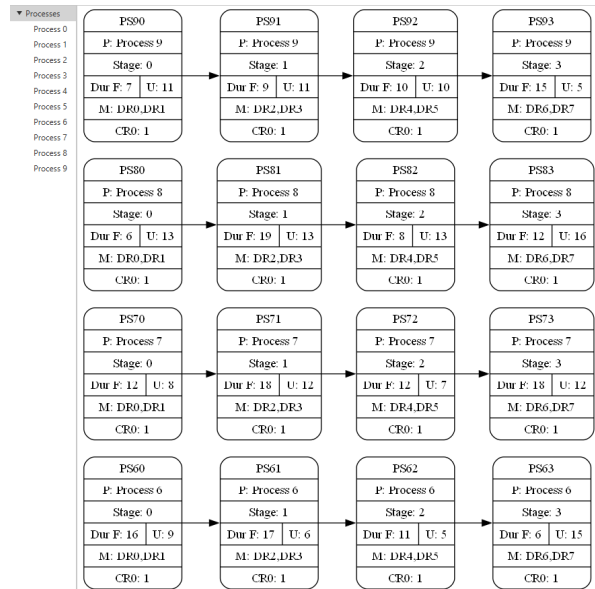 Processes
Process 0
Process 1
Process 2
Process 3
Process 4
Process 5
Process 6
Process 7
Process 8
Process 9
PS90 PS91 PS92 PS93
P: Process 9 P: Process 9 P: Process 9 P: Process 9
Stage: 0 Stage: 1 Stage: 2 Stage: 3
Dur F: 7 U: 11 Dur F: 9 U: 11 Dur F: 10 U: 10 Dur F: 15 U: 5
M: DR0,DR1 M: DR2,DR3 M: DR4,DR5 M: DR6,DR7
CR0: 1 CR0: 1 CR0: 1 CR0: 1
PS80 PS81 PS82 PS83
P: Process 8 P: Process 8 P: Process 8 P: Process 8
Stage: 0 Stage: 1 Stage: 2 Stage: 3
Dur F: 6 U: 13 Dur F: 19 U: 13 Dur F: 8 U: 13 Dur F: 12 U: 16
M: DR0,DR1 M: DR2,DR3 M: DR4,DR5 M: DR6,DR7
CR0: 1 CR0: 1 CR0: 1 CR0: 1
PS70 PS71 PS72 PS73
P: Process 7 P: Process 7 P: Process 7 P: Process 7
Stage: 0 Stage: 1 Stage: 2 Stage: 3
Dur F: 12 U: 8 Dur F: 18 U: 12 Dur F: 12 U: 7 Dur F: 18 U: 12
M: DR0,DR1 M: DR2,DR3 M: DR4,DR5 M: DR6,DR7
CR0: 1 CR0: 1 CR0: 1 CR0: 1
PS60 PS61 PS62 PS63
P: Process 6 P: Process 6 P: Process 6 P: Process 6
Stage: 0 Stage: 1 Stage: 2 Stage: 3
Dur F: 16 U: 9 Dur F: 17 U: 6 Dur F: 11 U: 5 Dur F: 6 U: 15
M: DR0,DR1 M: DR2,DR3 M: DR4,DR5 M: DR6,DR7
CR0: 1 CR0: 1 CR0: 1 CR0: 1